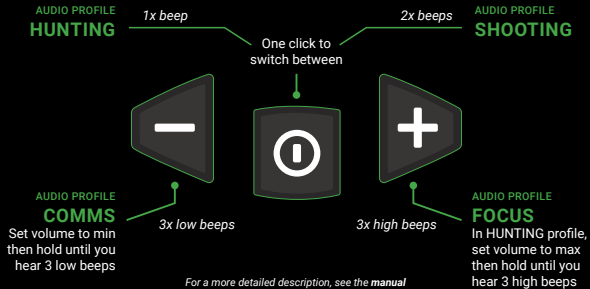 AUDIO PROFILE
HUNTING
1x beep
2x beeps
AUDIO PROFILE
SHOOTING
One click to
switch between
AUDIO PROFILE
COMMS
Set volume to min
then hold until you
hear 3 low beeps
3x low beeps
3x high beeps
AUDIO PROFILE
FOCUS
In HUNTING profile,
set volume to max
then hold until you
hear 3 high beeps
For a more detailed description, see the manual